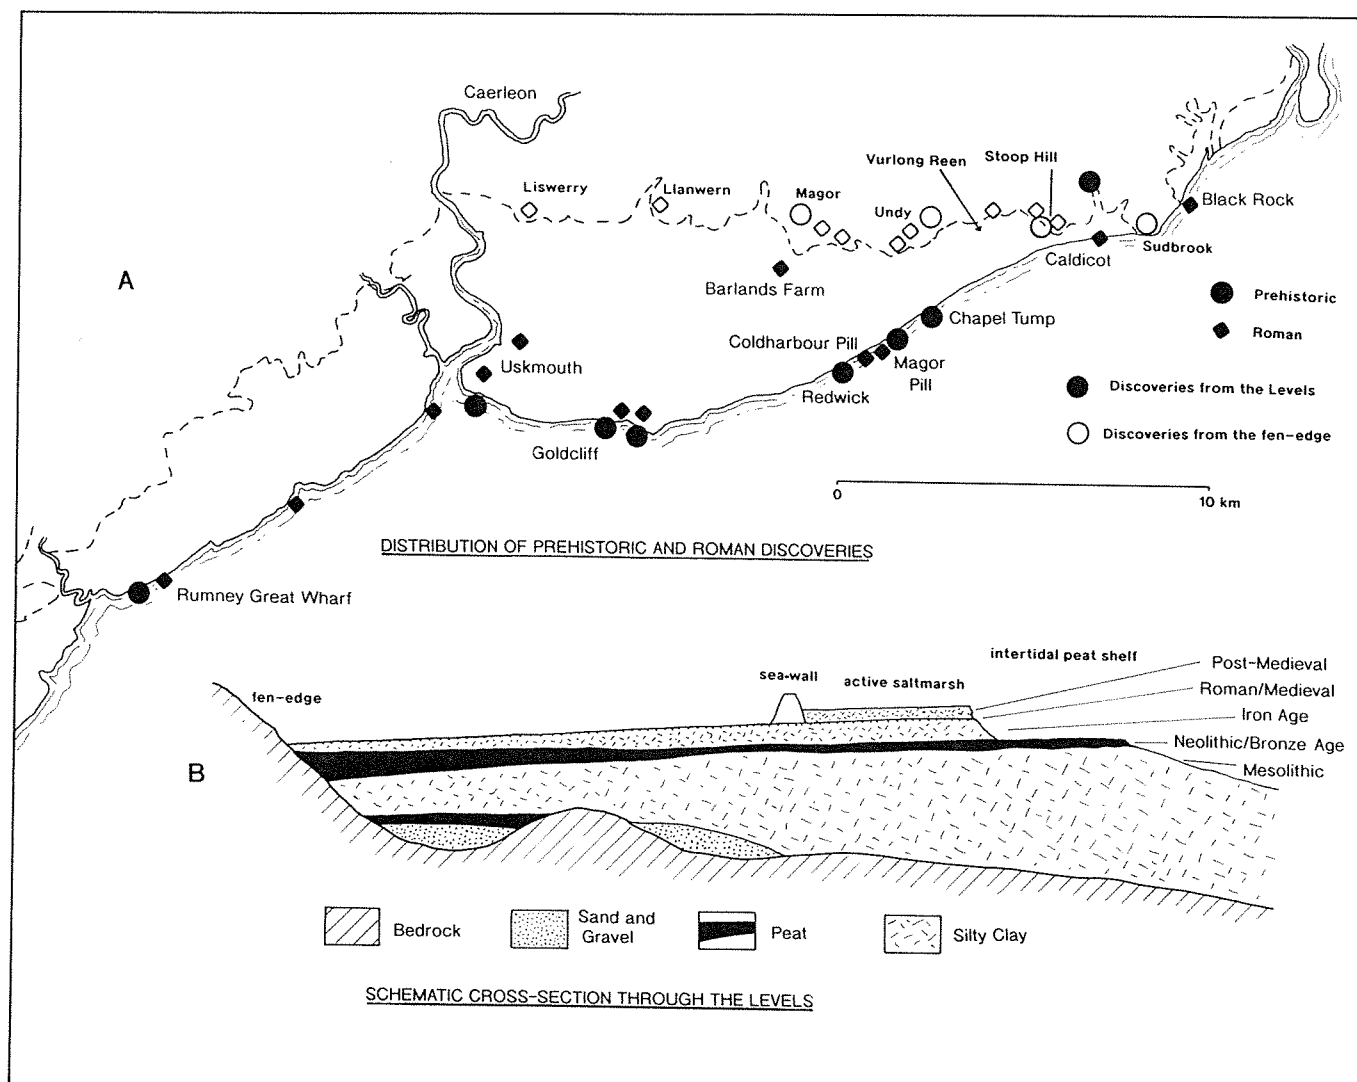 Caerleon
Liswerry
Llanwern
Magor
Undy
Vurlong Reen
Stoop Hill
Black Rock
Sudbrook
Caldicot
A
Barlands Farm
Prehistoric
Roman
Chapel Tump
Coldharbour Pill
Magor
Pill
Redwick
Uskmouth
Discoveries from the Levels
Discoveries from the fen-edge
Goldcliff
0
10 km
DISTRIBUTION OF PREHISTORIC AND ROMAN DISCOVERIES
Rumney Great Wharf
fen-edge
sea-wall
active saltmarsh
intertidal peat shelf
Post-Medieval
Roman/Medieval
Iron Age
Neolithic/Bronze Age
Mesolithic
B
Bedrock
Sand and
Gravel
Peat
Silty Clay
SCHEMATIC CROSS-SECTION THROUGH THE LEVELS